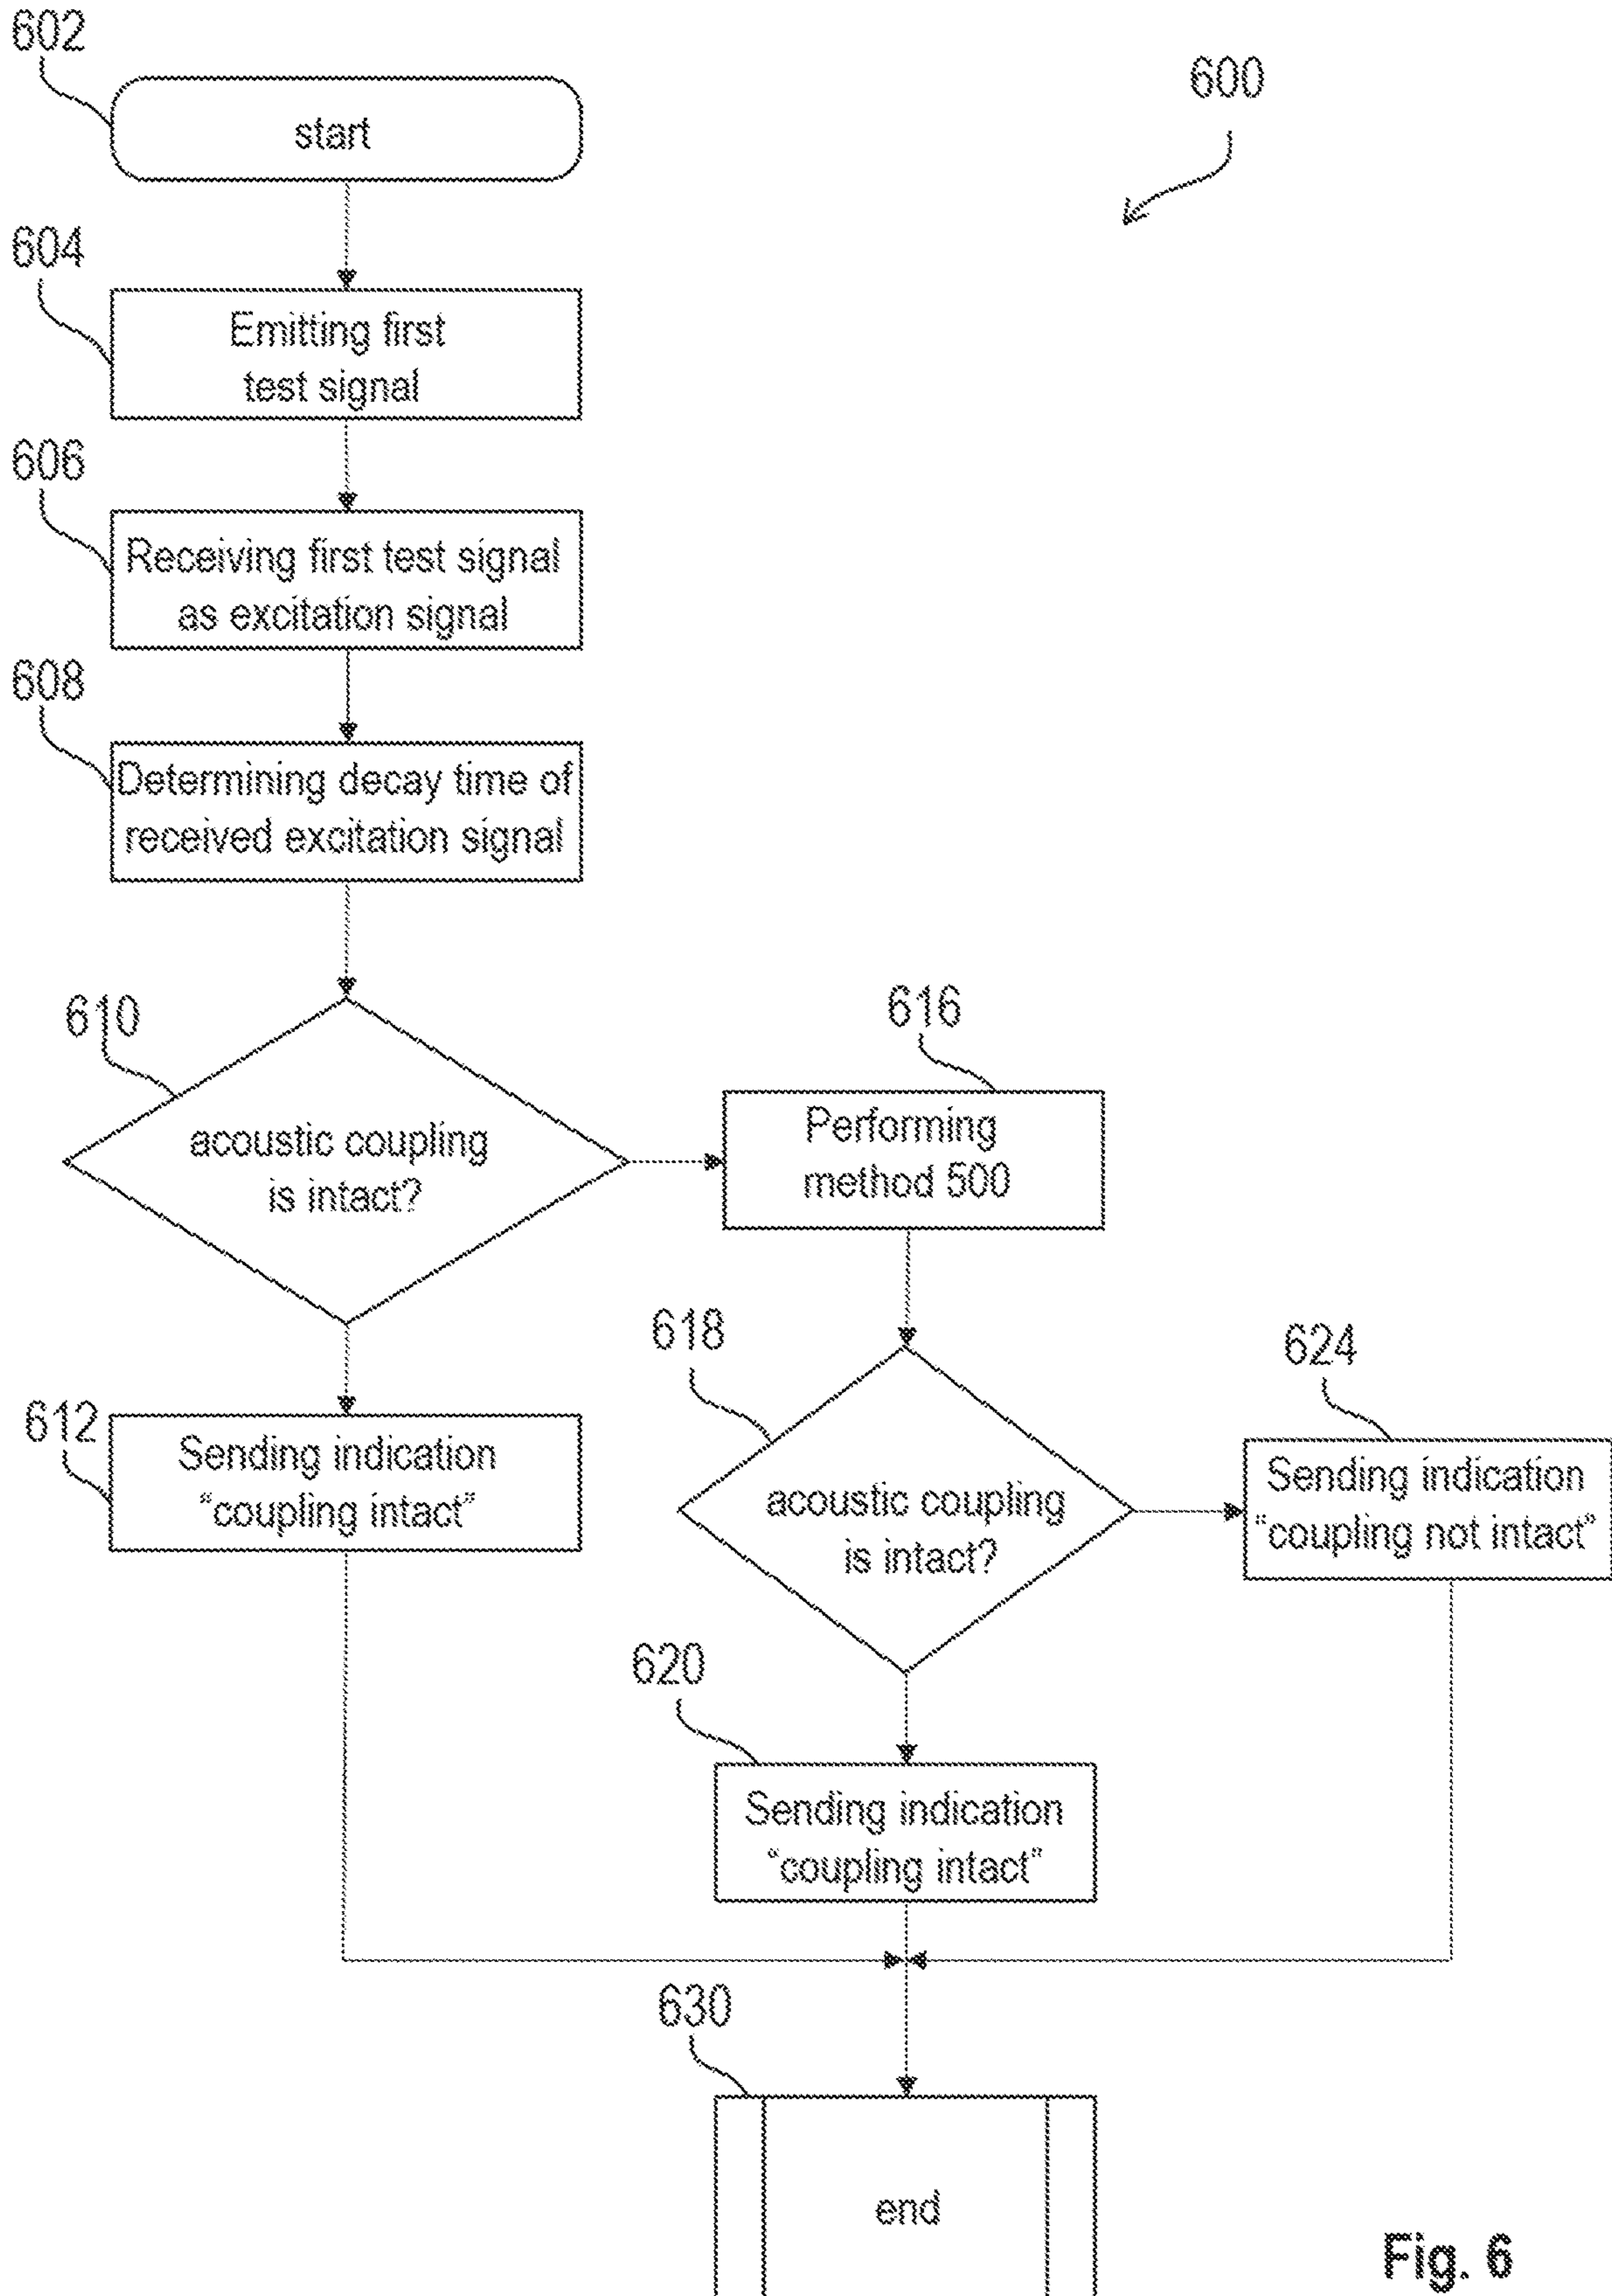 602
600
start
604
Emitting first
test signal
606
Receiving first test signal
as excitation signal
608
Determining decay time of
received excitation signal
610
acoustic coupling
is intact?
616
Performing
method 500
612
Sending indication
“coupling intact”
618
acoustic coupling
is intact?
624
Sending indication
“coupling not intact”
620
Sending indication
“coupling intact”
630
end
Fig. 6